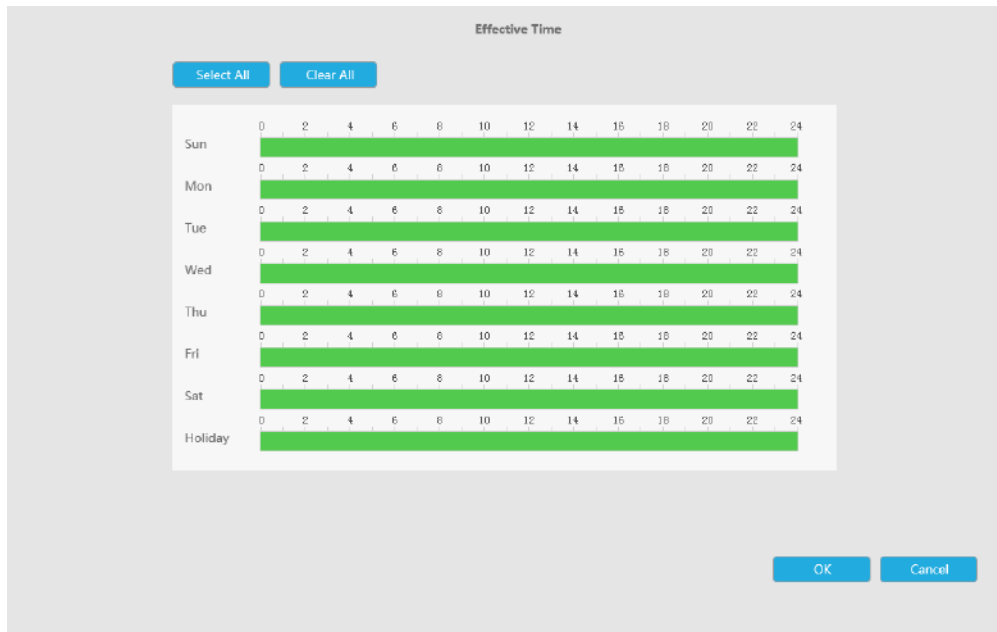 Effective Time
Select All Clear All
0 2 4 6 8 10 12 14 16 18 20 22 24
Sun
0 2 4 6 8 10 12 14 16 18 20 22 24
Mon
0 2 4 6 8 10 12 14 16 18 20 22 24
Tue
0 2 4 6 8 10 12 14 16 18 20 22 24
Wed
0 2 4 6 8 10 12 14 16 18 20 22 24
Thu
0 2 4 6 8 10 12 14 16 18 20 22 24
Fri
0 2 4 6 8 10 12 14 16 18 20 22 24
Sat
0 2 4 6 8 10 12 14 16 18 20 22 24
Holiday
OK Cancel